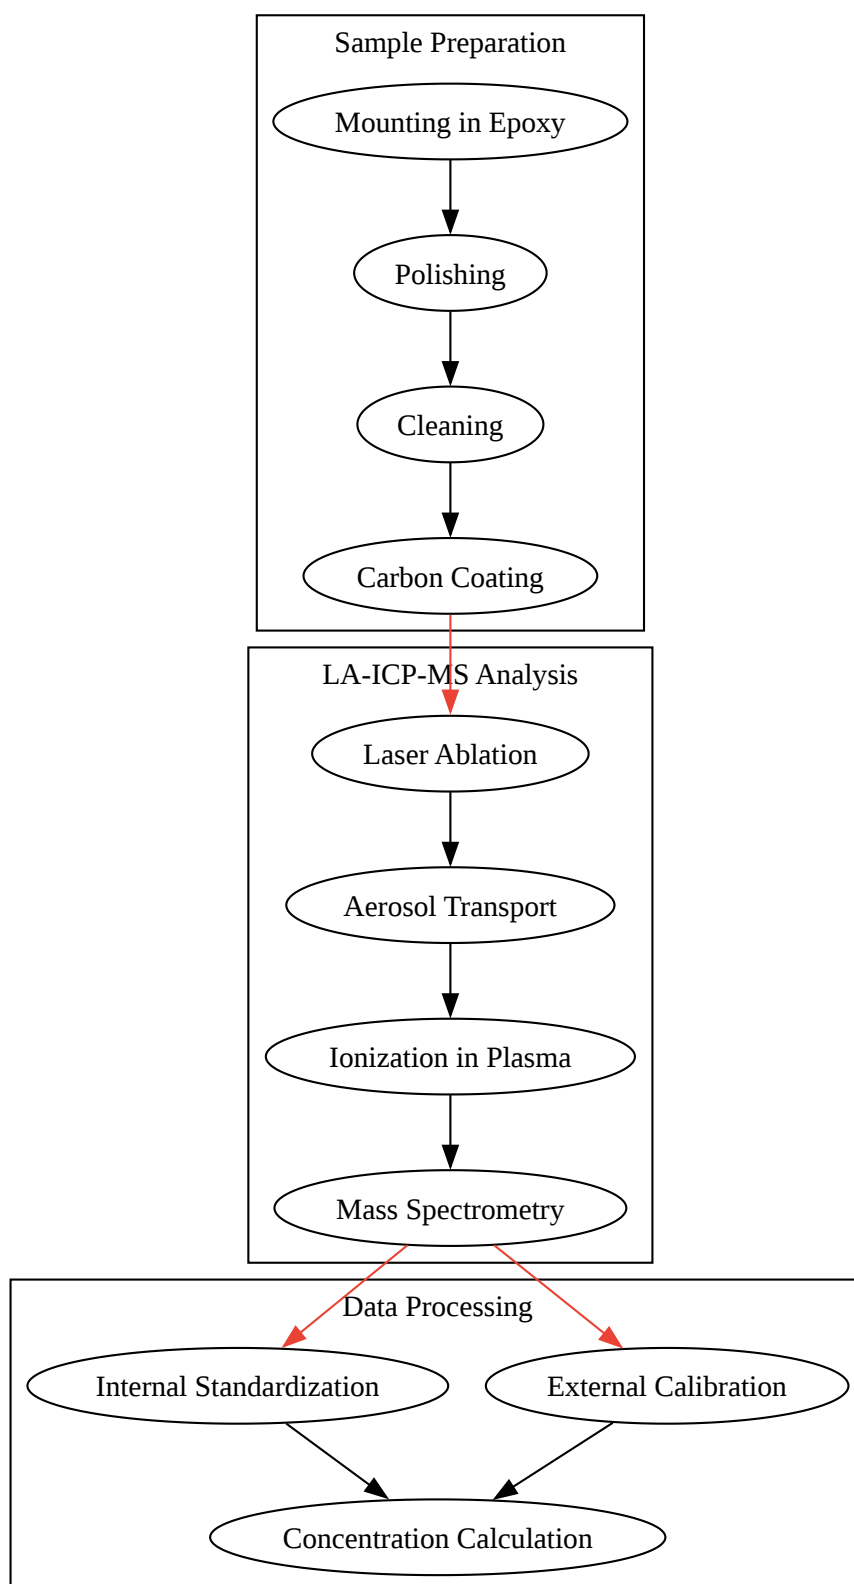 Sample Preparation
Mounting in Epoxy
Polishing
Cleaning
Carbon Coating
LA-ICP-MS Analysis
Laser Ablation
Aerosol Transport
Ionization in Plasma
Mass Spectrometry
Data Processing
Internal Standardization
External Calibration
Concentration Calculation